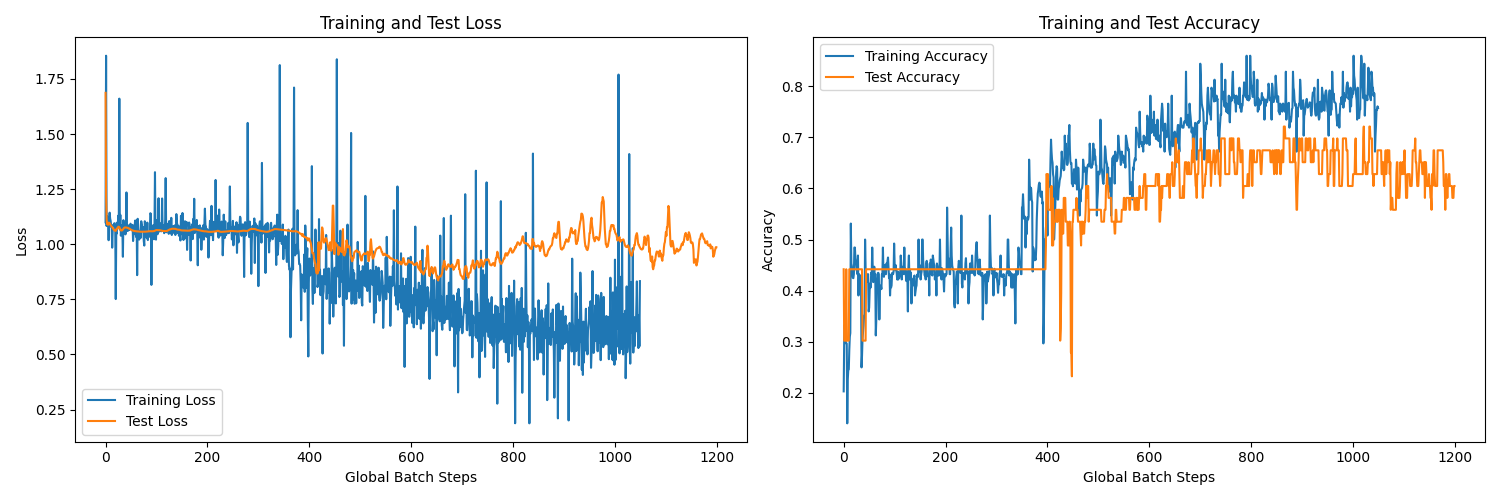 Training and Test Loss
1.75
1.50
1.25
1.00
0.75
0.50
0.25
Loss
Training Loss
Test Loss
0 200 400 600 800 1000 1200
Global Batch Steps
Training and Test Accuracy
0.8
0.7
0.6
0.5
0.4
0.3
0.2
Accuracy
Training Accuracy
Test Accuracy
0 200 400 600 800 1000 1200
Global Batch Steps